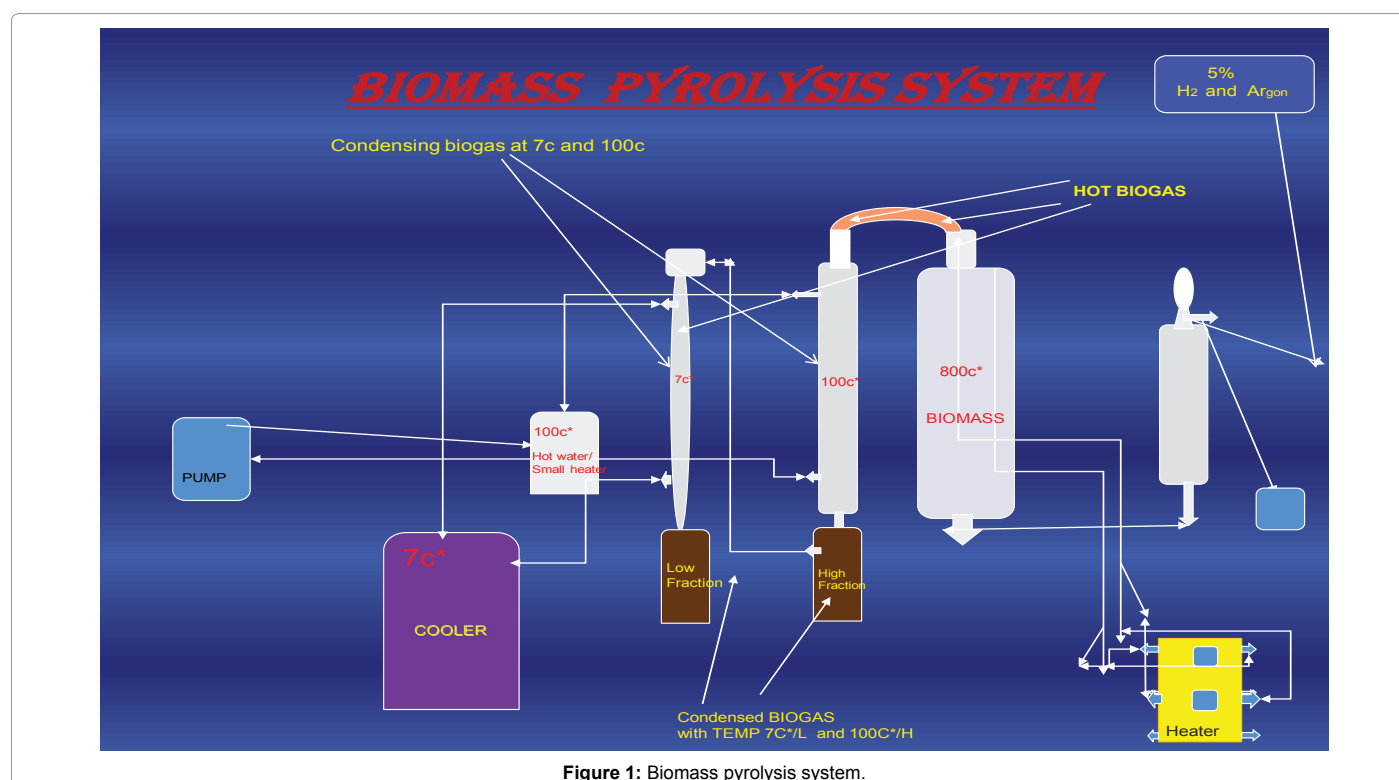 BIOMASS PYROLYSIS SYSTEM
5%
H2 and Argon
Condensing biogas at 7c and 100c
HOT BIOGAS
7c*
100c*
800c*
BIOMASS
100c*
Hot water/
Small heater
PUMP
7c*
COOLER
Low
Fraction
High
Fraction
Condensed BIOGAS
with TEMP 7C*/L and 100C*/H
Heater
Figure 1: Biomass pyrolysis system.